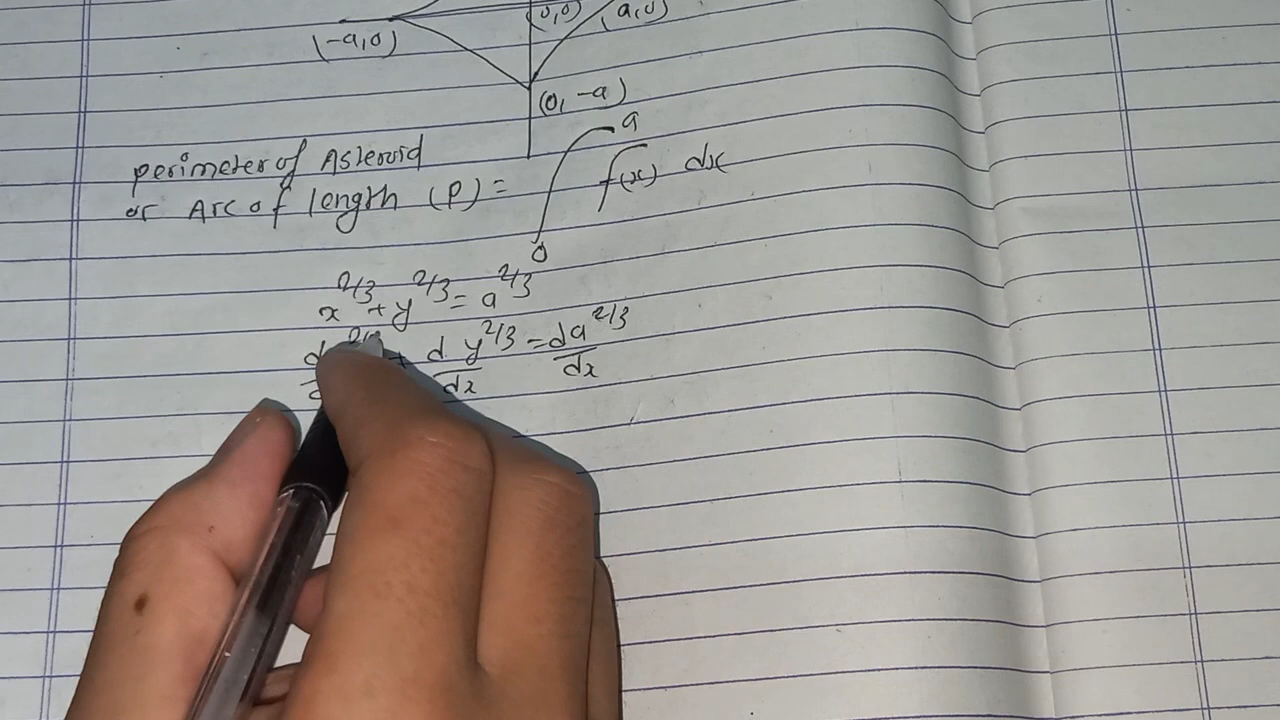 (0,0) (a,0)
(-a,0)
(0, -a)
perimeter of Asteroid
or Arc of length (P) = ∫₀ᵃ f(x) dx
x^2/3 + y^2/3 = a^2/3
d + d y^2/3 / dx = da^2/3 / dx